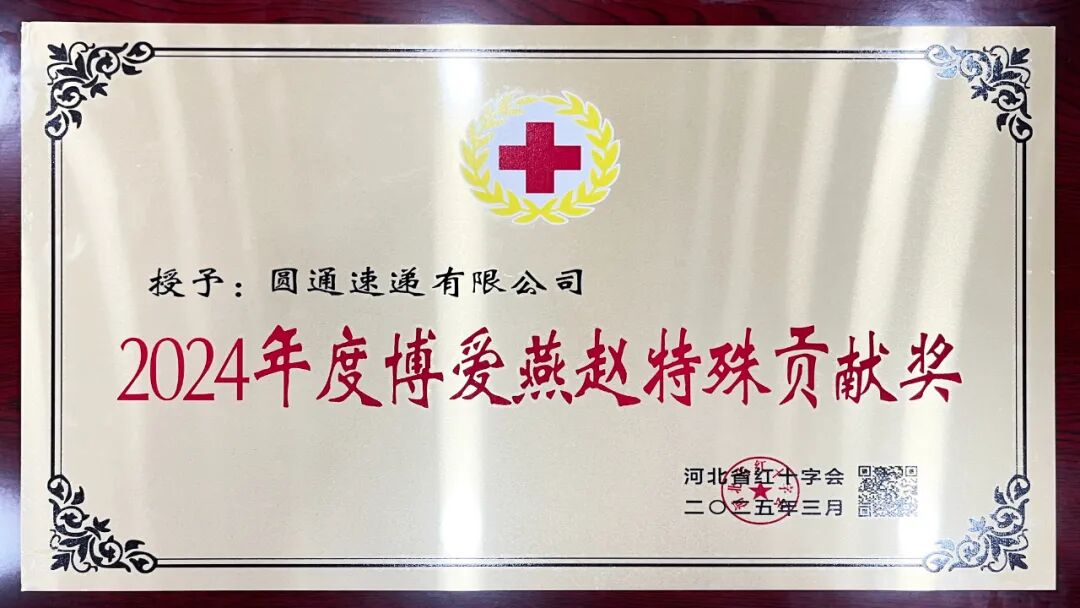 授予：圆通速递有限公司
2024年度博爱燕赵特殊贡献奖
河北省红十字会
二〇二五年三月